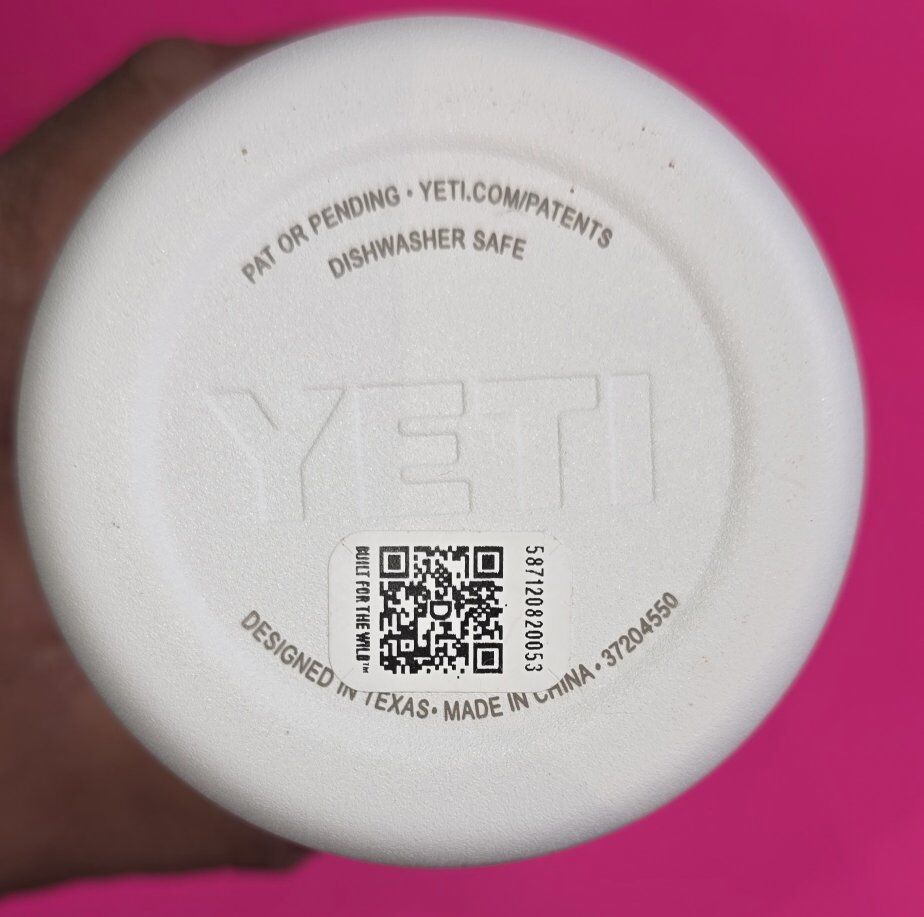 PAT OR PENDING • YETI.COM/PATENTS
DISHWASHER SAFE
YETI
BUILT FOR THE WILD™
587120820053
DESIGNED IN TEXAS • MADE IN CHINA • 37204550